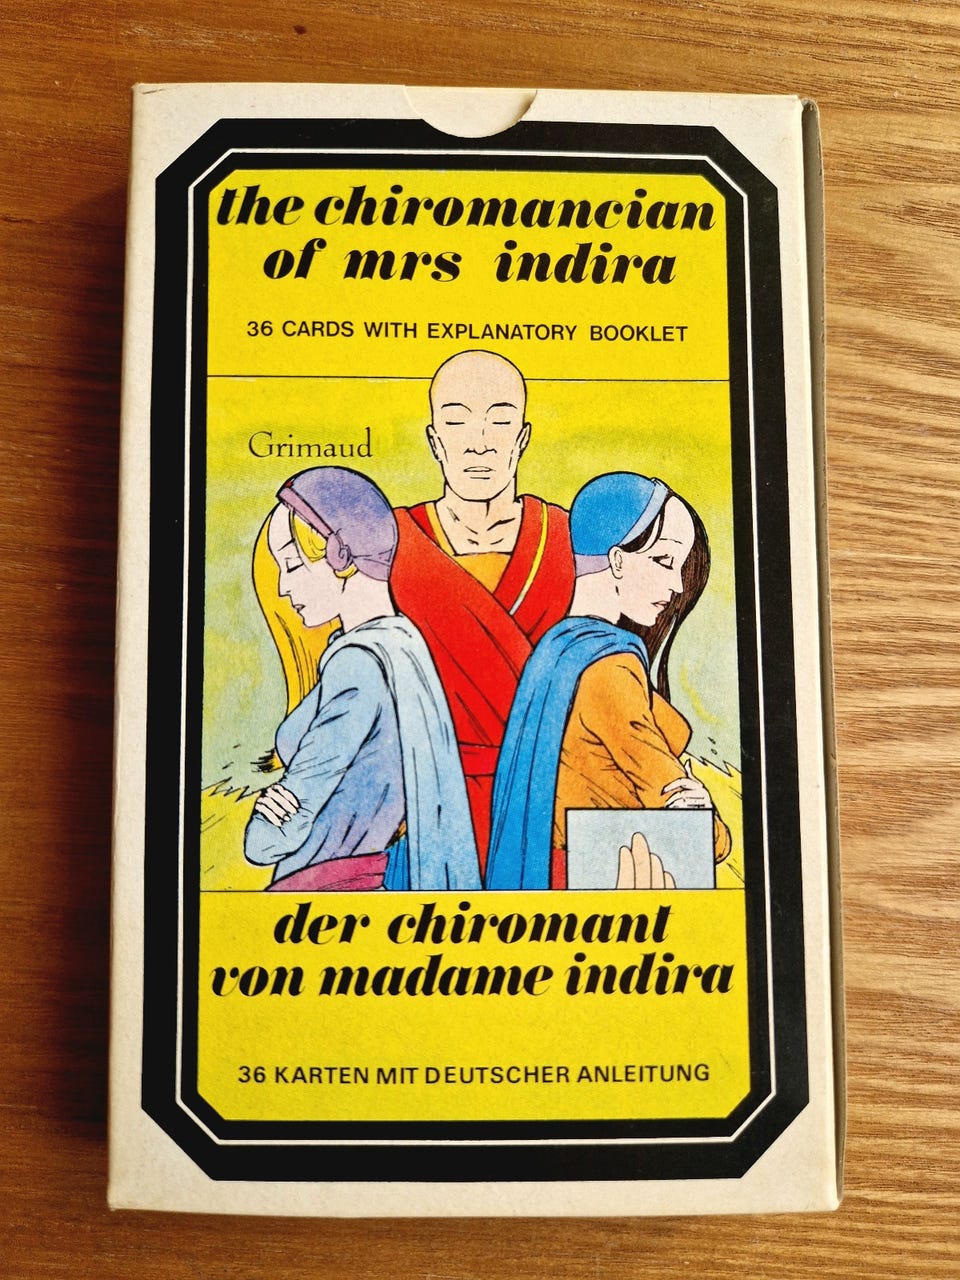 the chiromancian
of mrs indira
36 CARDS WITH EXPLANATORY BOOKLET
Grimaud
der chiromant
von madame indira
36 KARTEN MIT DEUTSCHER ANLEITUNG